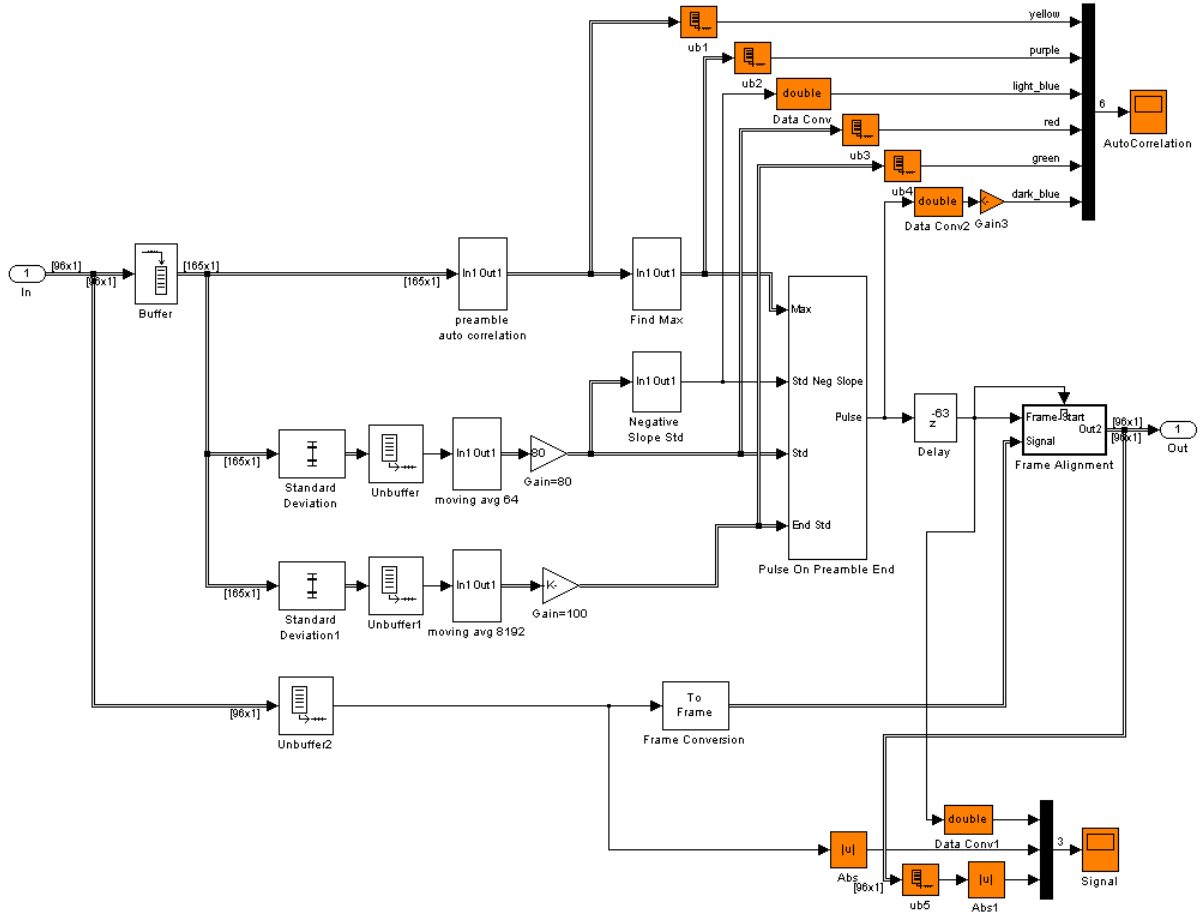 yellow
ub1
purple
ub2
light_blue
double
Data Conv
6
red
AutoCorrelation
ub3
green
ub4
dark_blue
double
K-
Data Conv2
Gain3
1
[96x1]
[96x1]
In
Buffer
[165x1]
[165x1]
In1 Out1
preamble
auto correlation
In1 Out1
Find Max
Max
In1 Out1
Std Neg Slope
Negative
Slope Std
Pulse
-63
z
Delay
Frame Start
[96x1]
Out2
[96x1]
1
Signal
Out
Frame Alignment
[165x1]
Standard
Deviation
Unbuffer
In1 Out1
moving avg 64
80
Gain=80
Std
End Std
Pulse On Preamble End
[165x1]
Standard
Deviation1
Unbuffer1
In1 Out1
moving avg 8192
K-
Gain=100
[96x1]
Unbuffer2
To
Frame
Frame Conversion
double
Data Conv1
3
|u|
Abs
Signal
[96x1]
ub5
|u|
Abs1